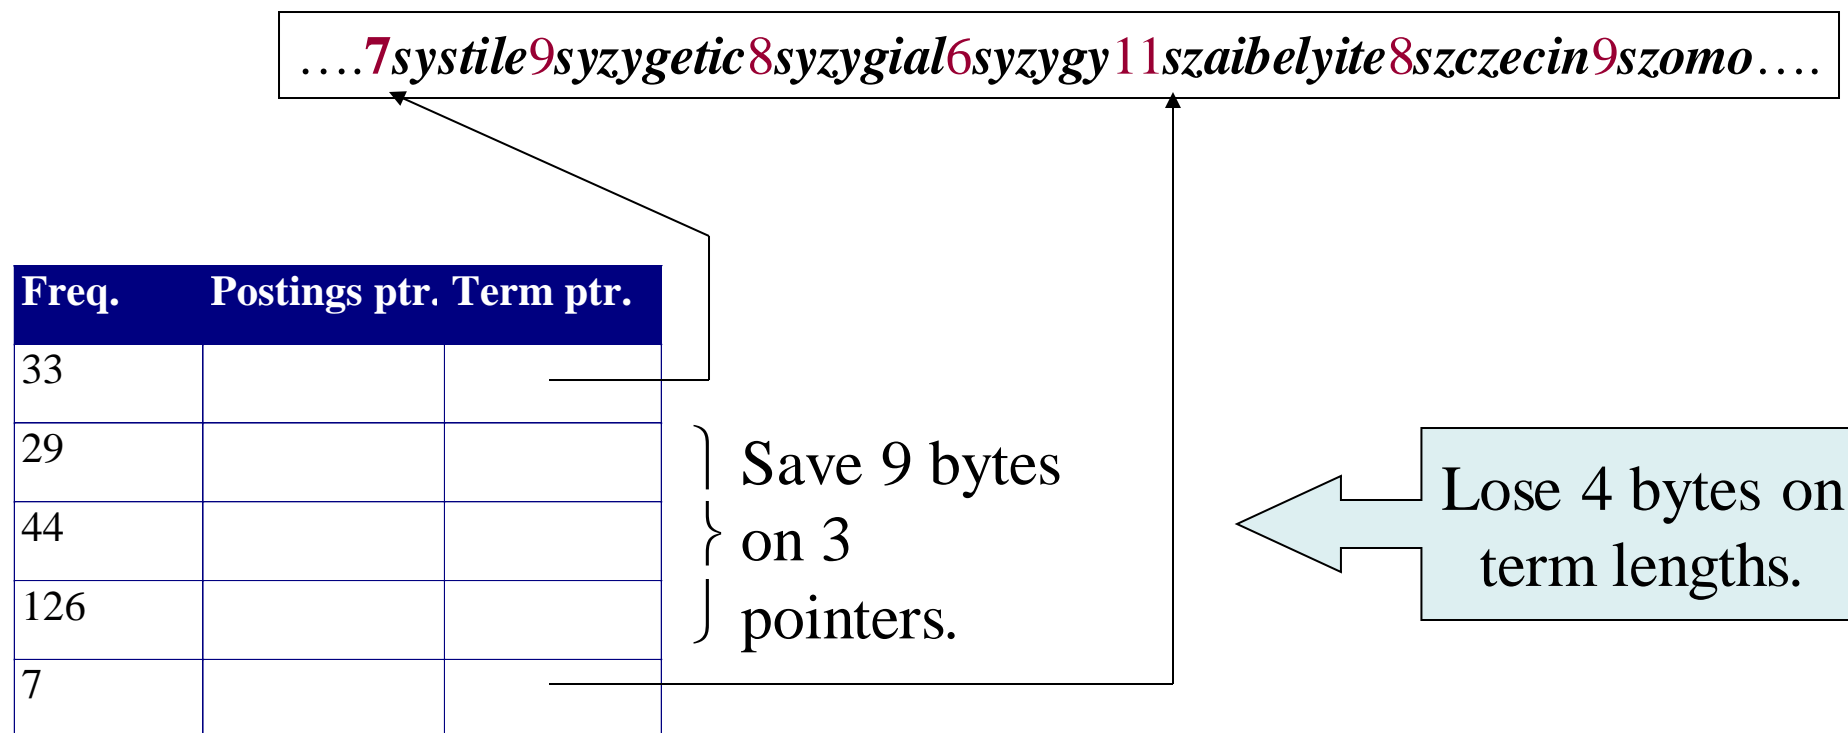 ….7systile9syzygetic8syzygial6syzygy11szaibelyite8szczecin9szomo….
Freq. Postings ptr. Term ptr.
33
29
44
126
7
Save 9 bytes
on 3
pointers.
Lose 4 bytes on
term lengths.